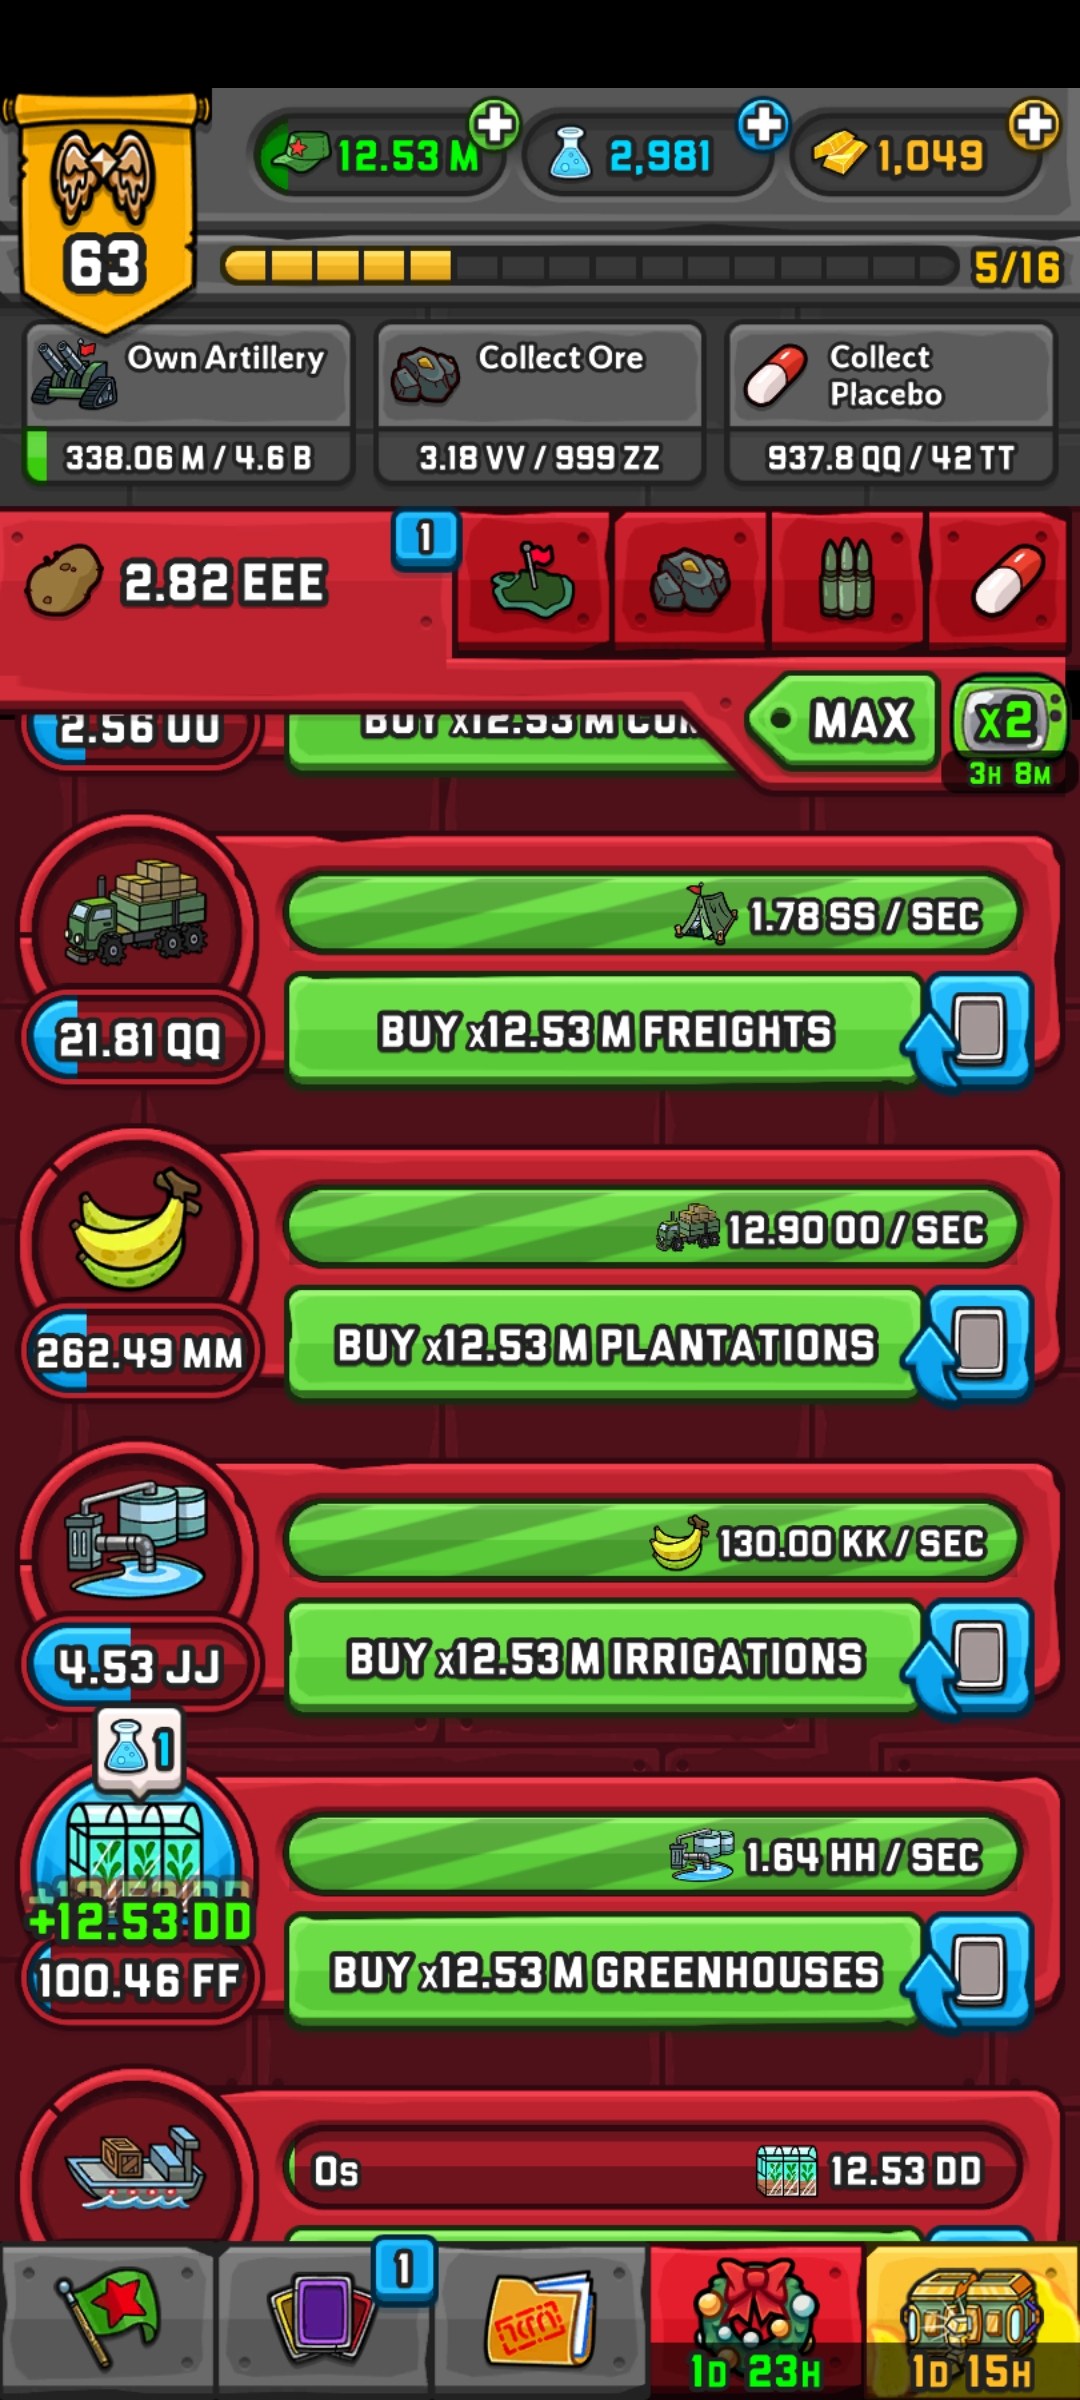 12.53 M
2,981
1,049
63
5/16
Own Artillery
338.06 M / 4.6 B
Collect Ore
3.18 VV / 999 ZZ
Collect
Placebo
937.8 QQ / 42 TT
2.82 EEE
1
MAX
x2
3H 8M
2.56 UU
BUY x12.53 M
1.78 SS / SEC
21.81 QQ
BUY x12.53 M FREIGHTS
12.90 OO / SEC
262.49 MM
BUY x12.53 M PLANTATIONS
130.00 KK / SEC
4.53 JJ
BUY x12.53 M IRRIGATIONS
1
1.64 HH / SEC
+12.53 DD
100.46 FF
BUY x12.53 M GREENHOUSES
0s
12.53 DD
1
1D 23H
1D 15H